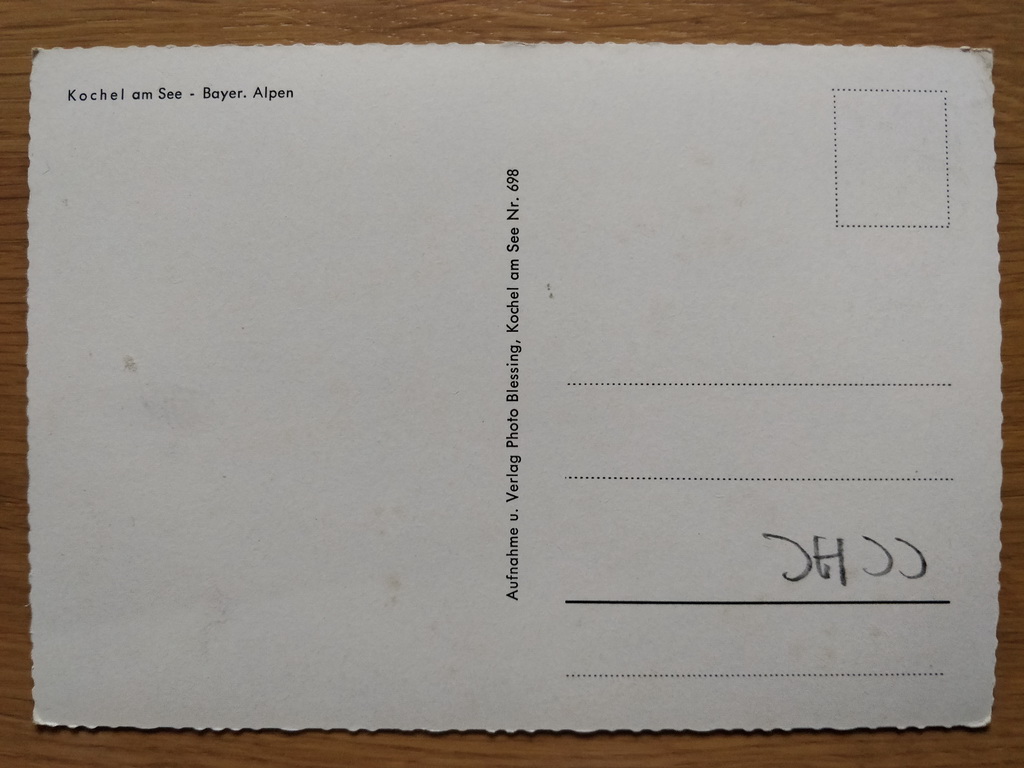 Kochel am See - Bayer. Alpen
Aufnahme u. Verlag Photo Blessing, Kochel am See Nr. 698